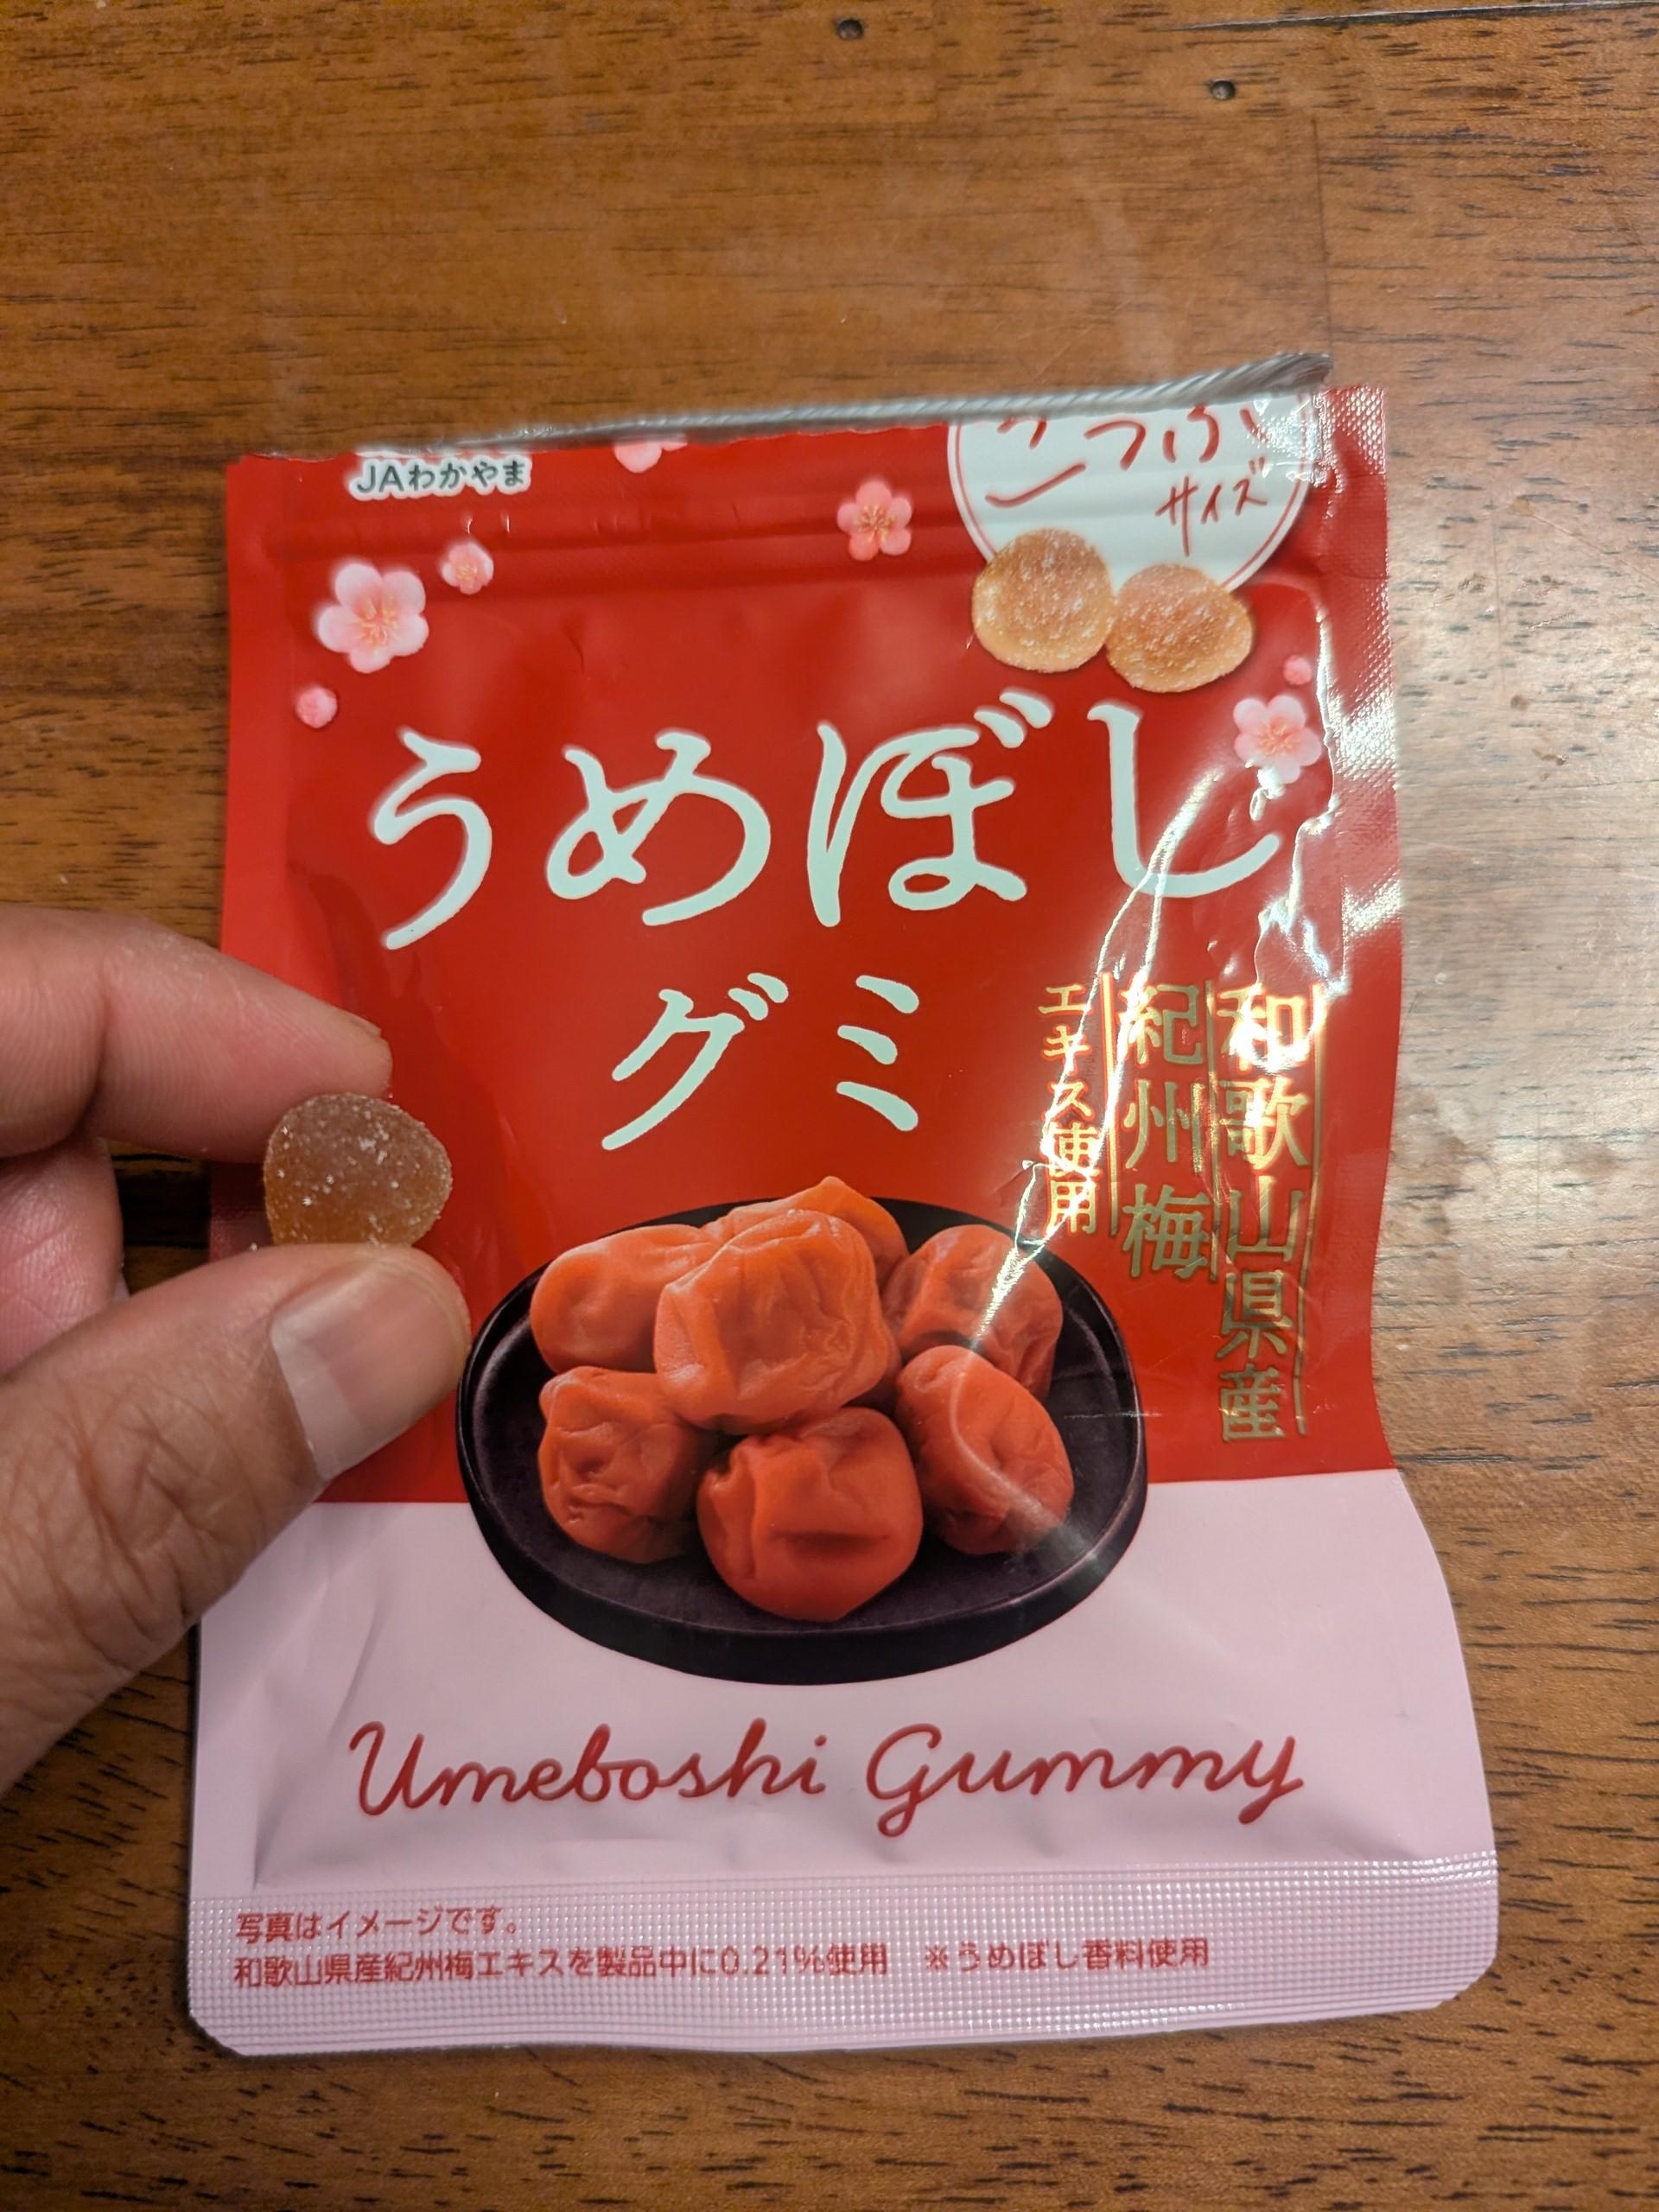 JAわかやま
サイズ
うめぼし
グミ
和歌山県産
紀州梅
エキス使用
Umeboshi Gummy
写真はイメージです。
和歌山県産紀州梅エキスを製品中に0.21%使用 ※うめぼし香料使用